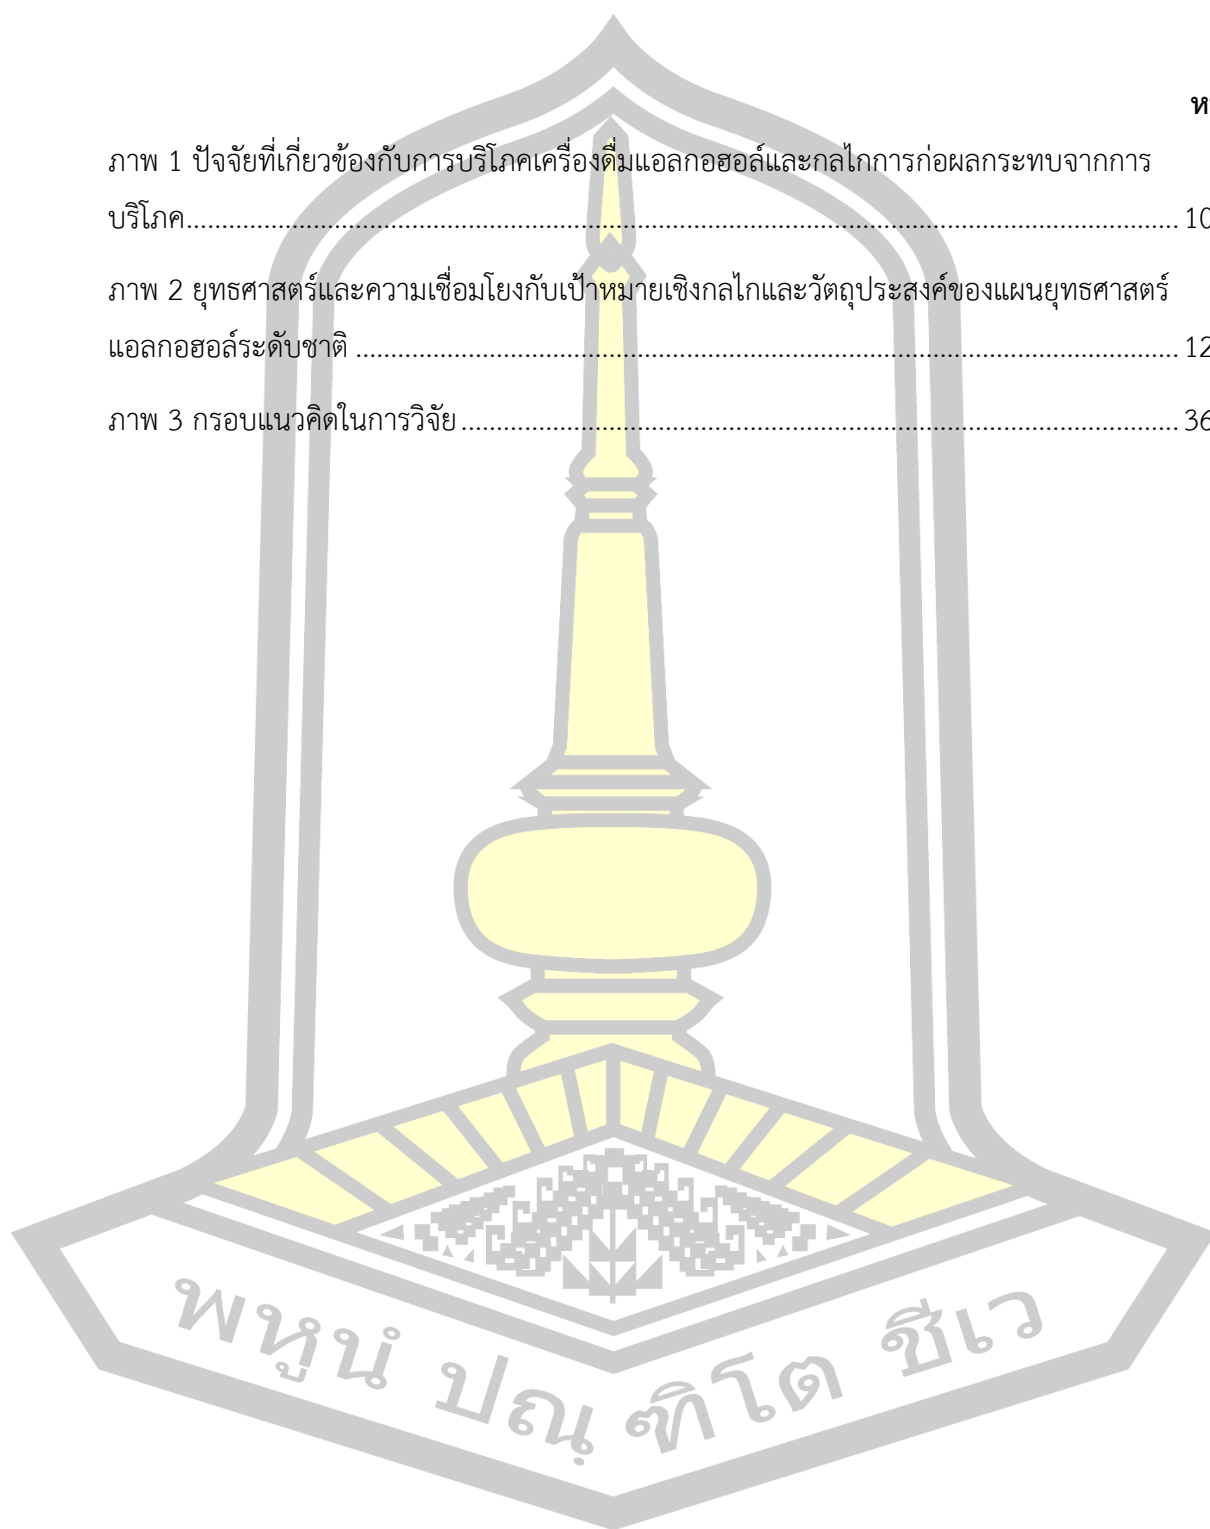 ภาพ 1 ปัจจัยที่เกี่ยวข้องกับการบริโภคเครื่องดื่มแอลกอฮอล์และกลไกการก่อผลกระทบจากการ
บริโภค........................................................................................................ 10
ภาพ 2 ยุทธศาสตร์และความเชื่อมโยงกับเป้าหมายเชิงกลไกและวัตถุประสงค์ของแผนยุทธศาสตร์
แอลกอฮอล์ระดับชาติ ........................................................................................ 12
ภาพ 3 กรอบแนวคิดในการวิจัย ............................................................................. 36
พหูนํ ปณฺฑิโต ชีเว